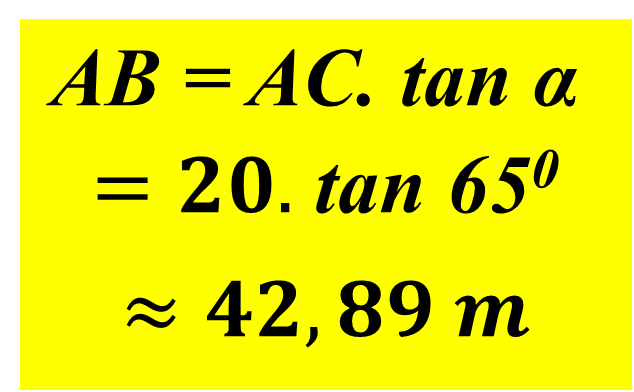 AB = AC. tan α
= 20. tan 65⁰
≈ 42, 89 m